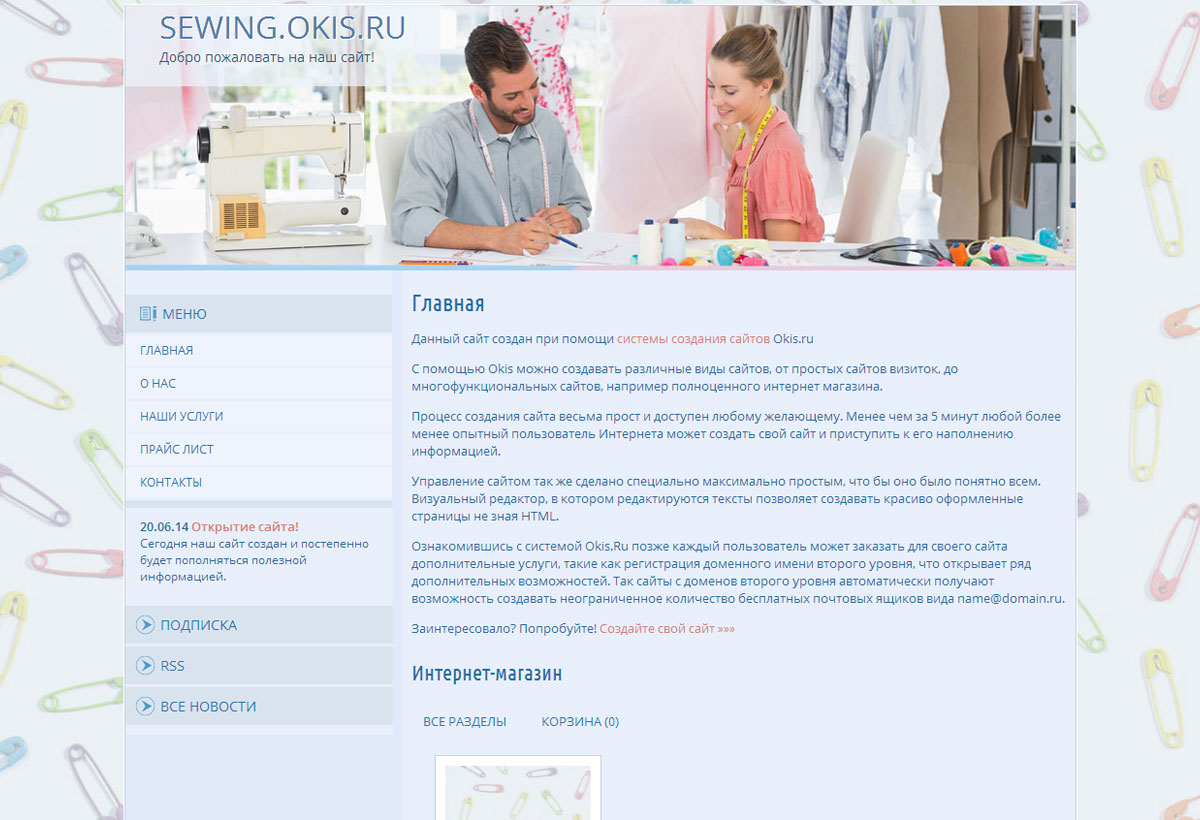 SEWING.OKIS.RU
Добро пожаловать на наш сайт!
МЕНЮ
ГЛАВНАЯ
О НАС
НАШИ УСЛУГИ
ПРАЙС ЛИСТ
КОНТАКТЫ
20.06.14 Открытие сайта!
Сегодня наш сайт создан и постепенно
будет пополняться полезной
информацией.
ПОДПИСКА
RSS
ВСЕ НОВОСТИ
Главная
Данный сайт создан при помощи системы создания сайтов Okis.ru
С помощью Okis можно создавать различные виды сайтов, от простых сайтов визиток, до
многофункциональных сайтов, например полноценного интернет магазина.
Процесс создания сайта весьма прост и доступен любому желающему. Менее чем за 5 минут любой более
менее опытный пользователь Интернета может создать свой сайт и приступить к его наполнению
информацией.
Управление сайтом так же сделано специально максимально простым, что бы оно было понятно всем.
Визуальный редактор, в котором редактируются тексты позволяет создавать красиво оформленные
страницы не зная HTML.
Ознакомившись с системой Okis.Ru позже каждый пользователь может заказать для своего сайта
дополнительные услуги, такие как регистрация доменного имени второго уровня, что открывает ряд
дополнительных возможностей. Так сайты с доменов второго уровня автоматически получают
возможность создавать неограниченное количество бесплатных почтовых ящиков вида name@domain.ru.
Заинтересовало? Попробуйте! Создайте свой сайт »»»
Интернет-магазин
ВСЕ РАЗДЕЛЫ КОРЗИНА (0)